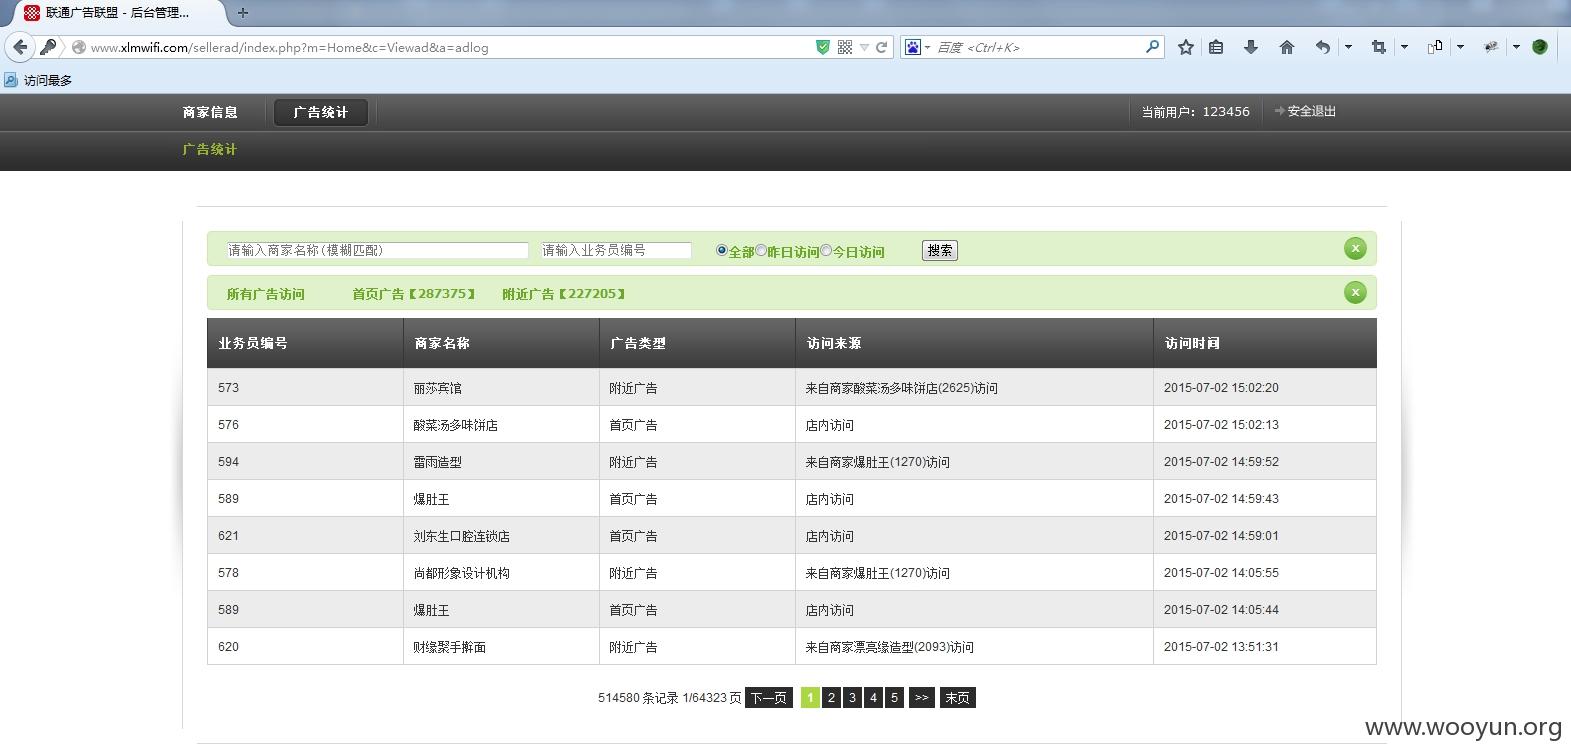 联通广告联盟 - 后台管理...
www.xlmwifi.com/sellerad/index.php?m=Home&c=Viewad&a=adlog
百度 <Ctrl+K>
访问最多
商家信息 广告统计 当前用户：123456 安全退出
广告统计
请输入商家名称(模糊匹配) 请输入业务员编号 全部 昨日访问 今日访问 搜索
所有广告访问 首页广告【287375】 附近广告【227205】
业务员编号 商家名称 广告类型 访问来源 访问时间
573 丽莎宾馆 附近广告 来自商家酸菜汤多味饼店(2625)访问 2015-07-02 15:02:20
576 酸菜汤多味饼店 首页广告 店内访问 2015-07-02 15:02:13
594 雷雨造型 附近广告 来自商家爆肚王(1270)访问 2015-07-02 14:59:52
589 爆肚王 首页广告 店内访问 2015-07-02 14:59:43
621 刘东生口腔连锁店 首页广告 店内访问 2015-07-02 14:59:01
578 尚都形象设计机构 附近广告 来自商家爆肚王(1270)访问 2015-07-02 14:05:55
589 爆肚王 首页广告 店内访问 2015-07-02 14:05:44
620 财缘聚手擀面 附近广告 来自商家漂亮缘造型(2093)访问 2015-07-02 13:51:31
514580 条记录 1/64323 页 下一页 1 2 3 4 5 >> 末页
www.wooyun.org